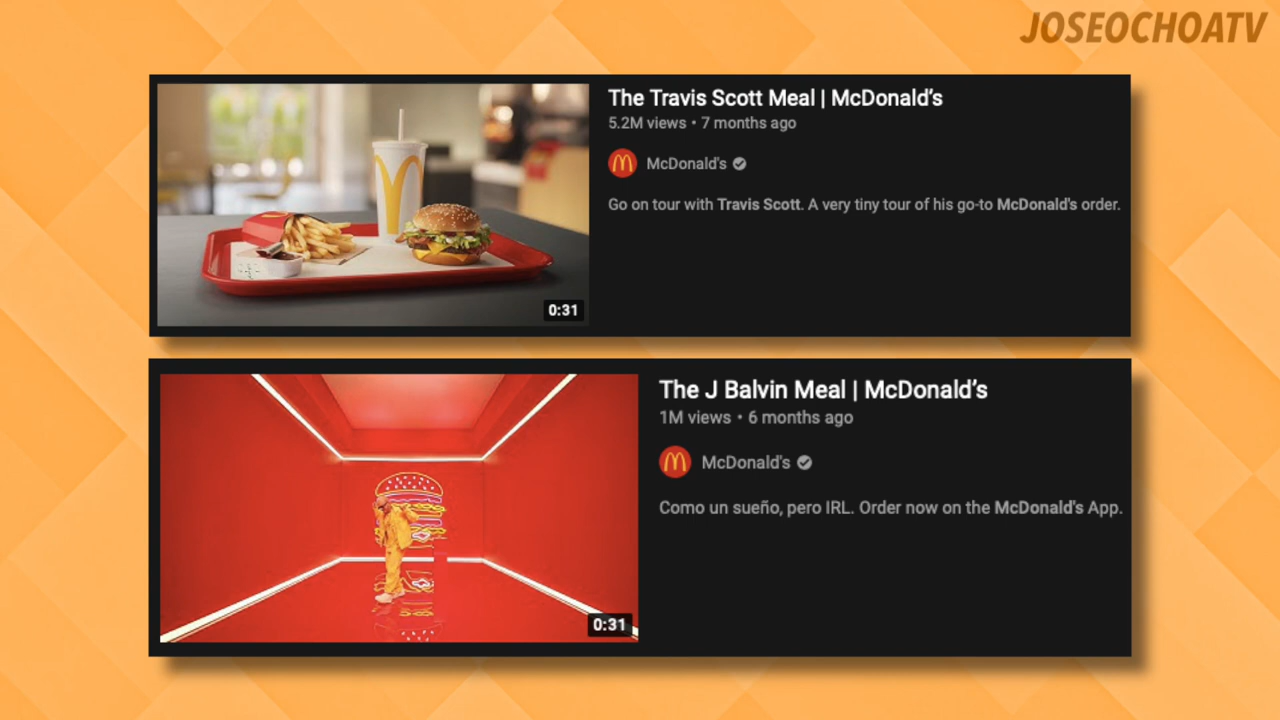 JOSEOCHOATV
The Travis Scott Meal | McDonald’s
5.2M views • 7 months ago
McDonald's
Go on tour with Travis Scott. A very tiny tour of his go-to McDonald's order.
0:31
The J Balvin Meal | McDonald’s
1M views • 6 months ago
McDonald's
Como un sueño, pero IRL. Order now on the McDonald's App.
0:31